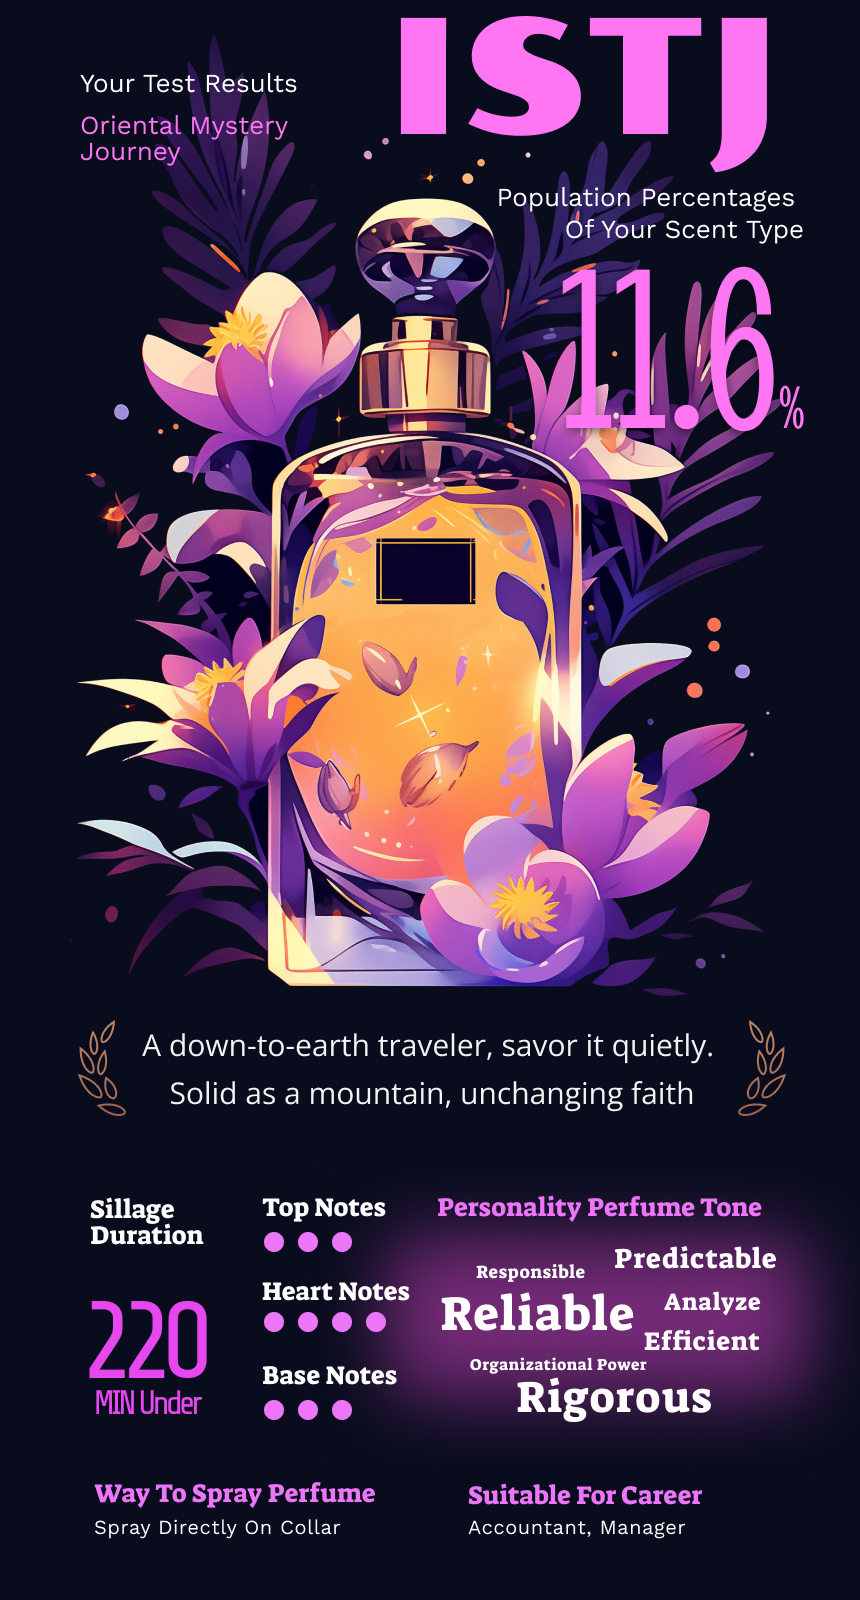 ISTJ
Your Test Results
Oriental Mystery
Journey
Population Percentages
Of Your Scent Type
11.6%
A down-to-earth traveler, savor it quietly.
Solid as a mountain, unchanging faith
Sillage
Duration
220
MIN Under
Top Notes
Heart Notes
Base Notes
Personality Perfume Tone
Predictable
Responsible
Reliable
Analyze
Efficient
Organizational Power
Rigorous
Way To Spray Perfume
Spray Directly On Collar
Suitable For Career
Accountant, Manager